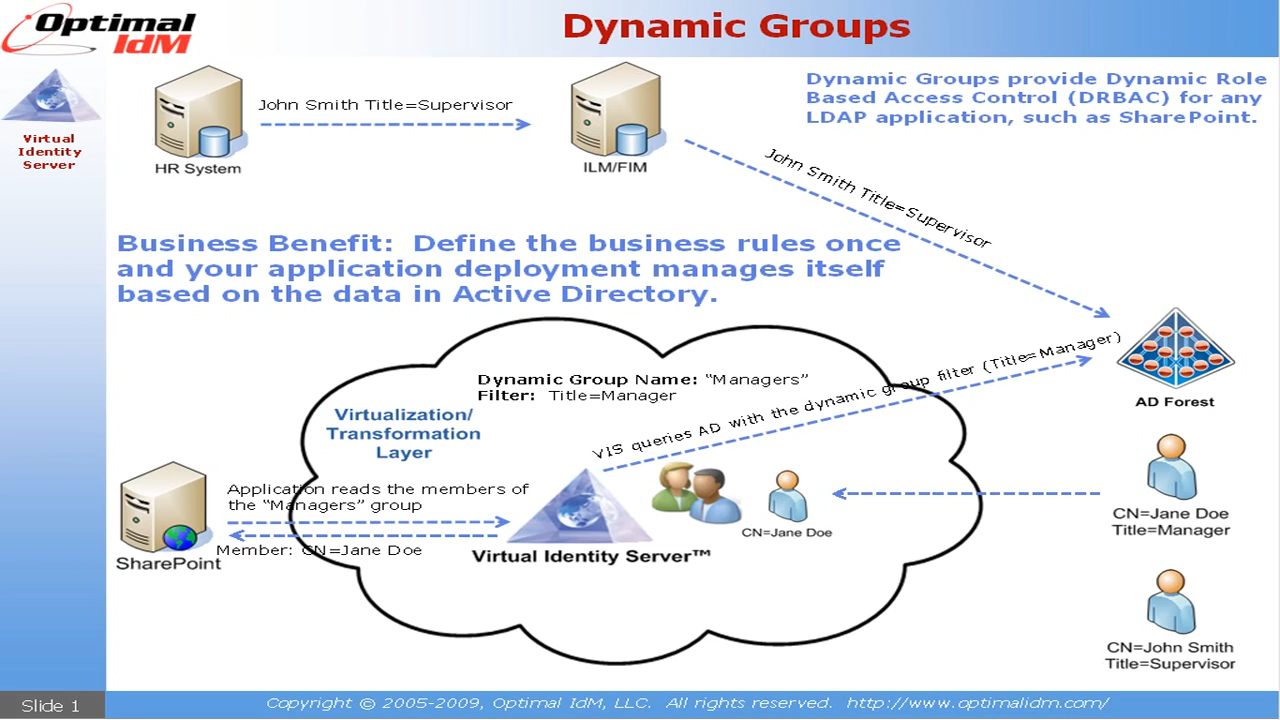 Optimal
IdM
Dynamic Groups
Virtual
Identity
Server
John Smith Title=Supervisor
HR System
ILM/FIM
Dynamic Groups provide Dynamic Role
Based Access Control (DRBAC) for any
LDAP application, such as SharePoint.
John Smith Title=Supervisor
Business Benefit: Define the business rules once
and your application deployment manages itself
based on the data in Active Directory.
AD Forest
Dynamic Group Name: “Managers”
Filter: Title=Manager
Virtualization/
Transformation
Layer
VIS queries AD with the dynamic group filter (Title=Manager)
Application reads the members of
the “Managers” group
Member: CN=Jane Doe
SharePoint
Virtual Identity Server™
CN=Jane Doe
CN=Jane Doe
Title=Manager
CN=John Smith
Title=Supervisor
Slide 1
Copyright © 2005-2009, Optimal IdM, LLC. All rights reserved. http://www.optimalidm.com/